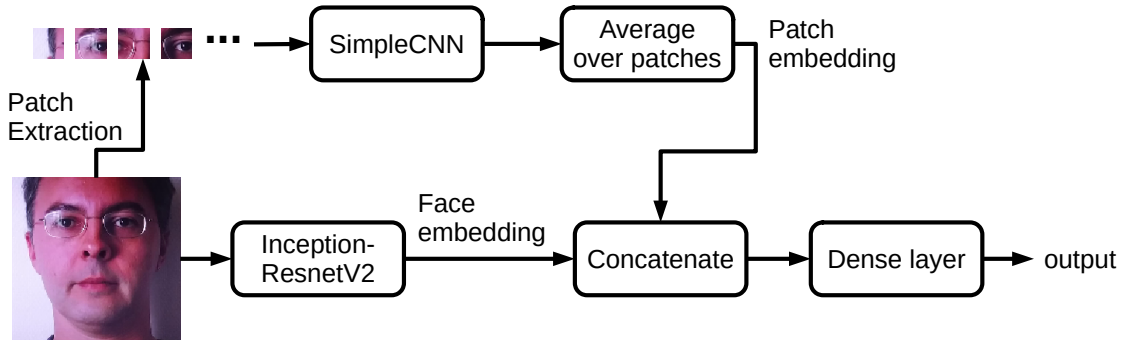 SimpleCNN
Average
over patches
Patch
embedding
Patch
Extraction
Inception-
ResnetV2
Face
embedding
Concatenate
Dense layer
output